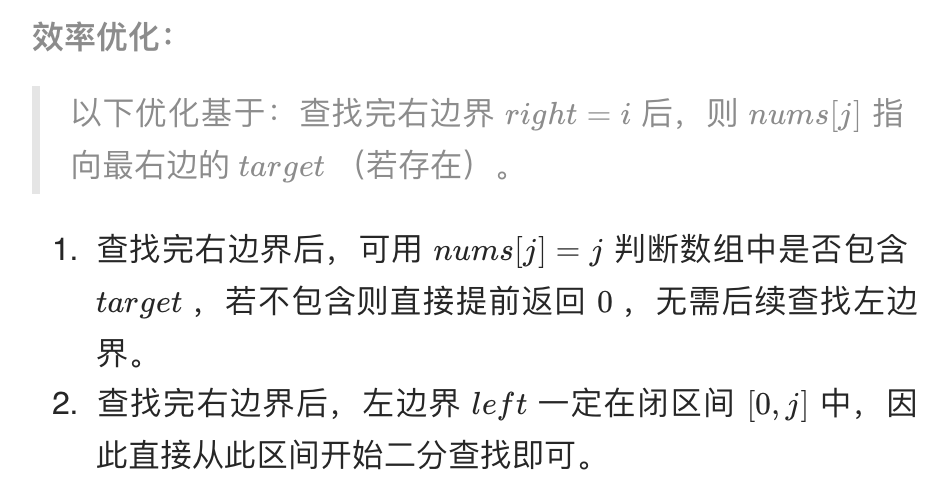 效率优化：
以下优化基于：查找完右边界 right = i 后，则 nums[j] 指
向最右边的 target （若存在）。
1. 查找完右边界后，可用 nums[j] = j 判断数组中是否包含
target ，若不包含则直接提前返回 0 ，无需后续查找左边
界。
2. 查找完右边界后，左边界 left 一定在闭区间 [0, j] 中，因
此直接从此区间开始二分查找即可。